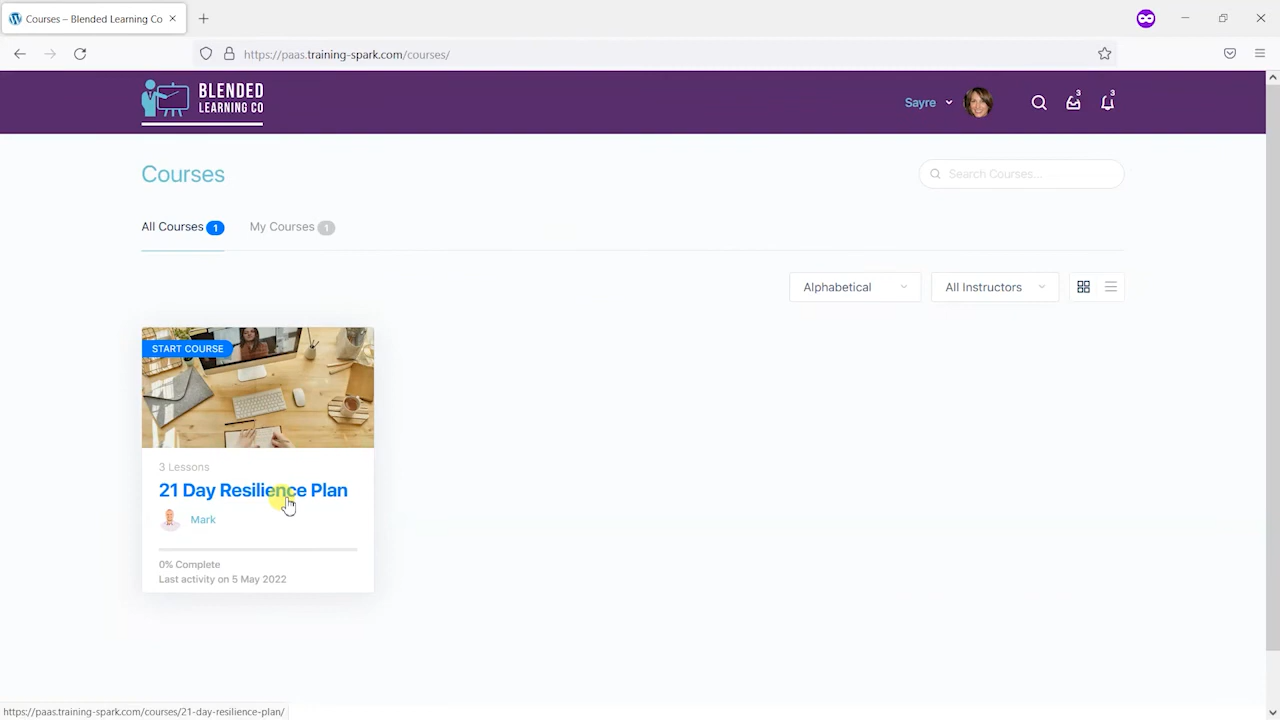 Courses – Blended Learning Co
https://paas.training-spark.com/courses/
BLENDED
LEARNING CO
Sayre
3
3
Courses
Search Courses...
All Courses 1
My Courses 1
Alphabetical
All Instructors
START COURSE
3 Lessons
21 Day Resilience Plan
Mark
0% Complete
Last activity on 5 May 2022
https://paas.training-spark.com/courses/21-day-resilience-plan/